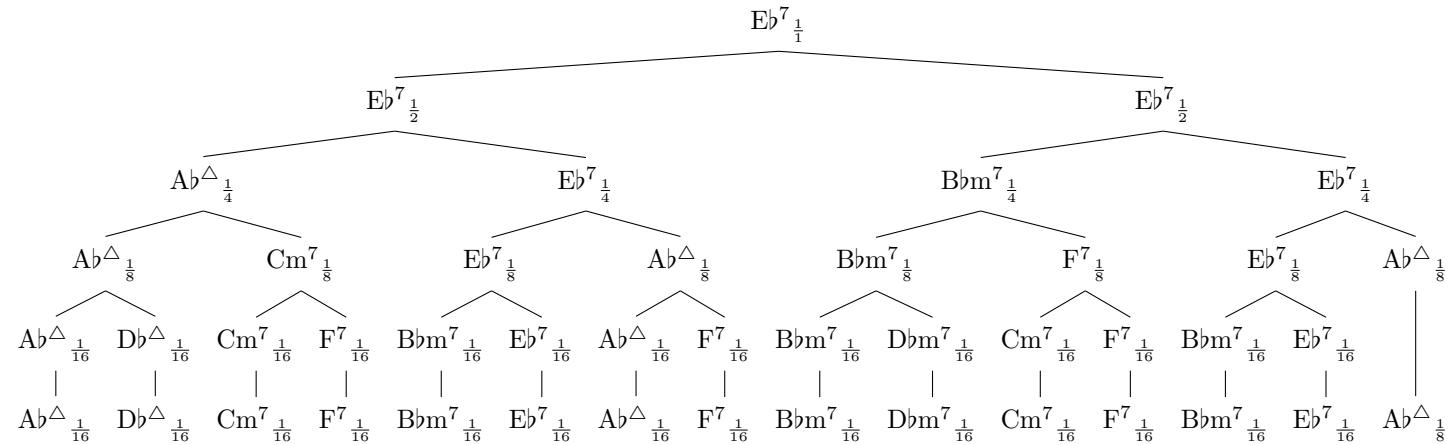 E♭⁷ 1/1
E♭⁷ 1/2 E♭⁷ 1/2
A♭△ 1/4 E♭⁷ 1/4 B♭m⁷ 1/4 E♭⁷ 1/4
A♭△ 1/8 Cm⁷ 1/8 E♭⁷ 1/8 A♭△ 1/8 B♭m⁷ 1/8 F⁷ 1/8 E♭⁷ 1/8 A♭△ 1/8
A♭△ 1/16 D♭△ 1/16 Cm⁷ 1/16 F⁷ 1/16 B♭m⁷ 1/16 E♭⁷ 1/16 A♭△ 1/16 F⁷ 1/16 B♭m⁷ 1/16 D♭m⁷ 1/16 Cm⁷ 1/16 F⁷ 1/16 B♭m⁷ 1/16 E♭⁷ 1/16
A♭△ 1/16 D♭△ 1/16 Cm⁷ 1/16 F⁷ 1/16 B♭m⁷ 1/16 E♭⁷ 1/16 A♭△ 1/16 F⁷ 1/16 B♭m⁷ 1/16 D♭m⁷ 1/16 Cm⁷ 1/16 F⁷ 1/16 B♭m⁷ 1/16 E♭⁷ 1/16 A♭△ 1/8